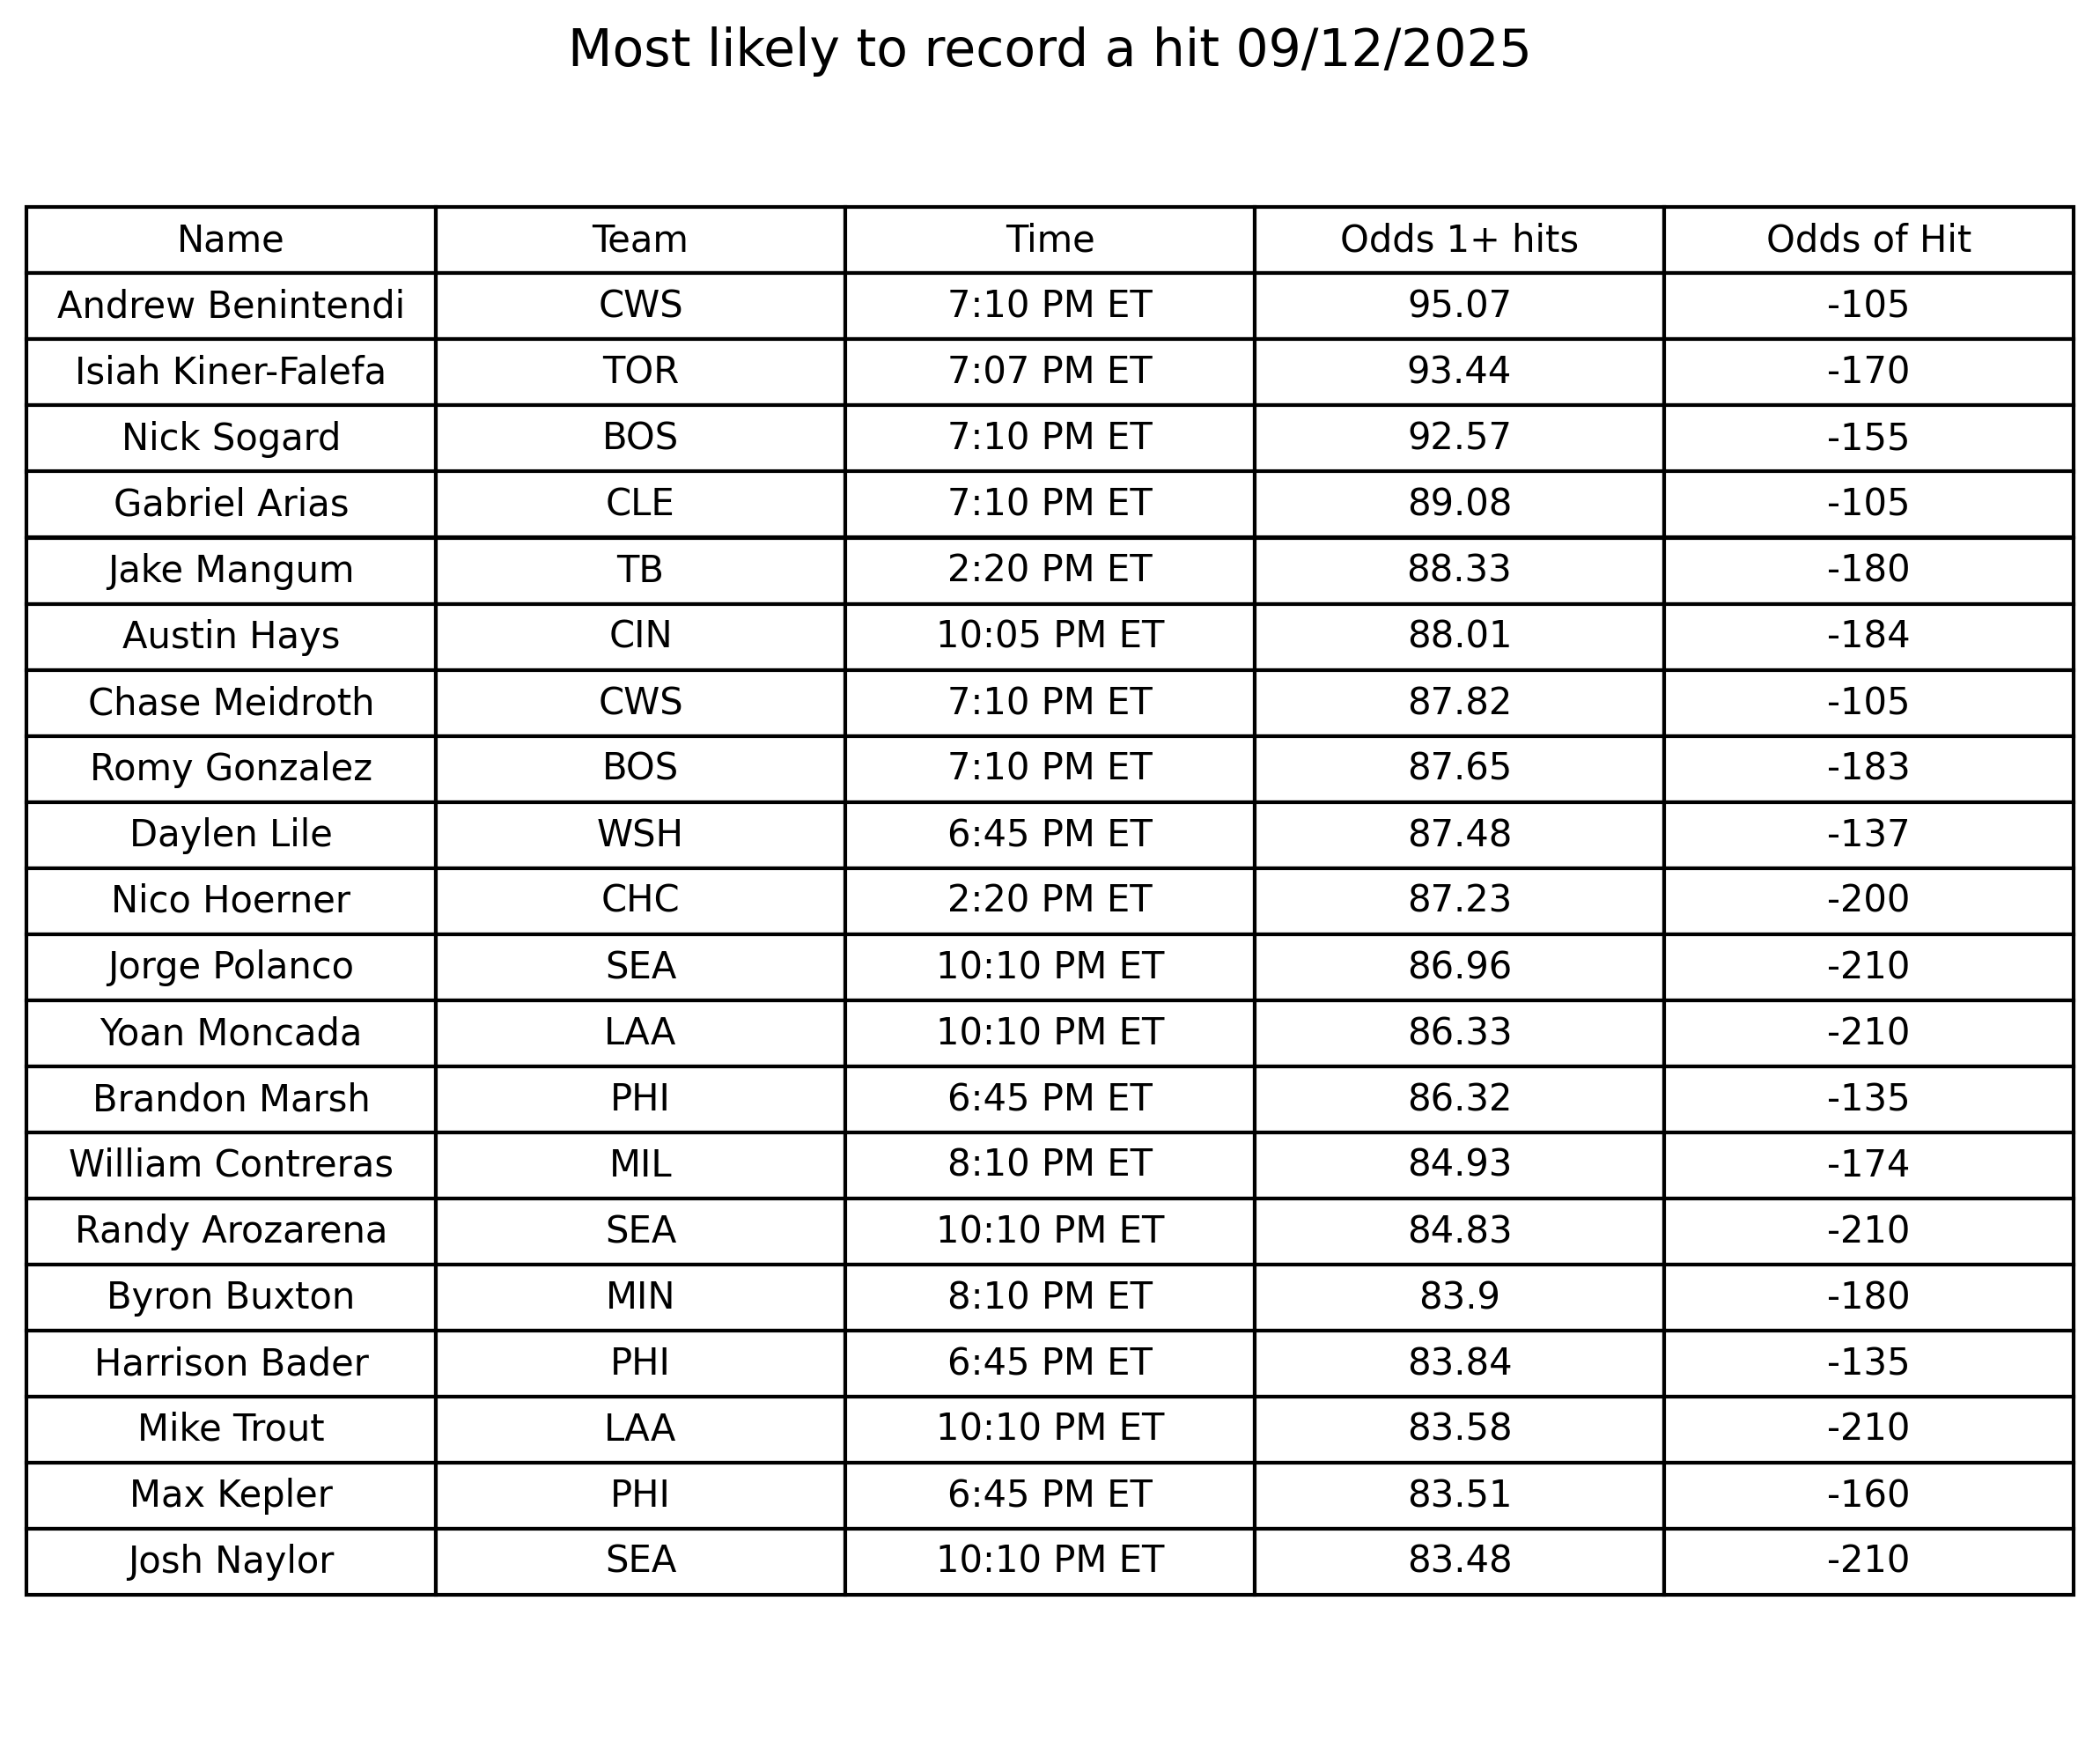 Most likely to record a hit 09/12/2025
Name Team Time Odds 1+ hits Odds of Hit
Andrew Benintendi CWS 7:10 PM ET 95.07 -105
Isiah Kiner-Falefa TOR 7:07 PM ET 93.44 -170
Nick Sogard BOS 7:10 PM ET 92.57 -155
Gabriel Arias CLE 7:10 PM ET 89.08 -105
Jake Mangum TB 2:20 PM ET 88.33 -180
Austin Hays CIN 10:05 PM ET 88.01 -184
Chase Meidroth CWS 7:10 PM ET 87.82 -105
Romy Gonzalez BOS 7:10 PM ET 87.65 -183
Daylen Lile WSH 6:45 PM ET 87.48 -137
Nico Hoerner CHC 2:20 PM ET 87.23 -200
Jorge Polanco SEA 10:10 PM ET 86.96 -210
Yoan Moncada LAA 10:10 PM ET 86.33 -210
Brandon Marsh PHI 6:45 PM ET 86.32 -135
William Contreras MIL 8:10 PM ET 84.93 -174
Randy Arozarena SEA 10:10 PM ET 84.83 -210
Byron Buxton MIN 8:10 PM ET 83.9 -180
Harrison Bader PHI 6:45 PM ET 83.84 -135
Mike Trout LAA 10:10 PM ET 83.58 -210
Max Kepler PHI 6:45 PM ET 83.51 -160
Josh Naylor SEA 10:10 PM ET 83.48 -210